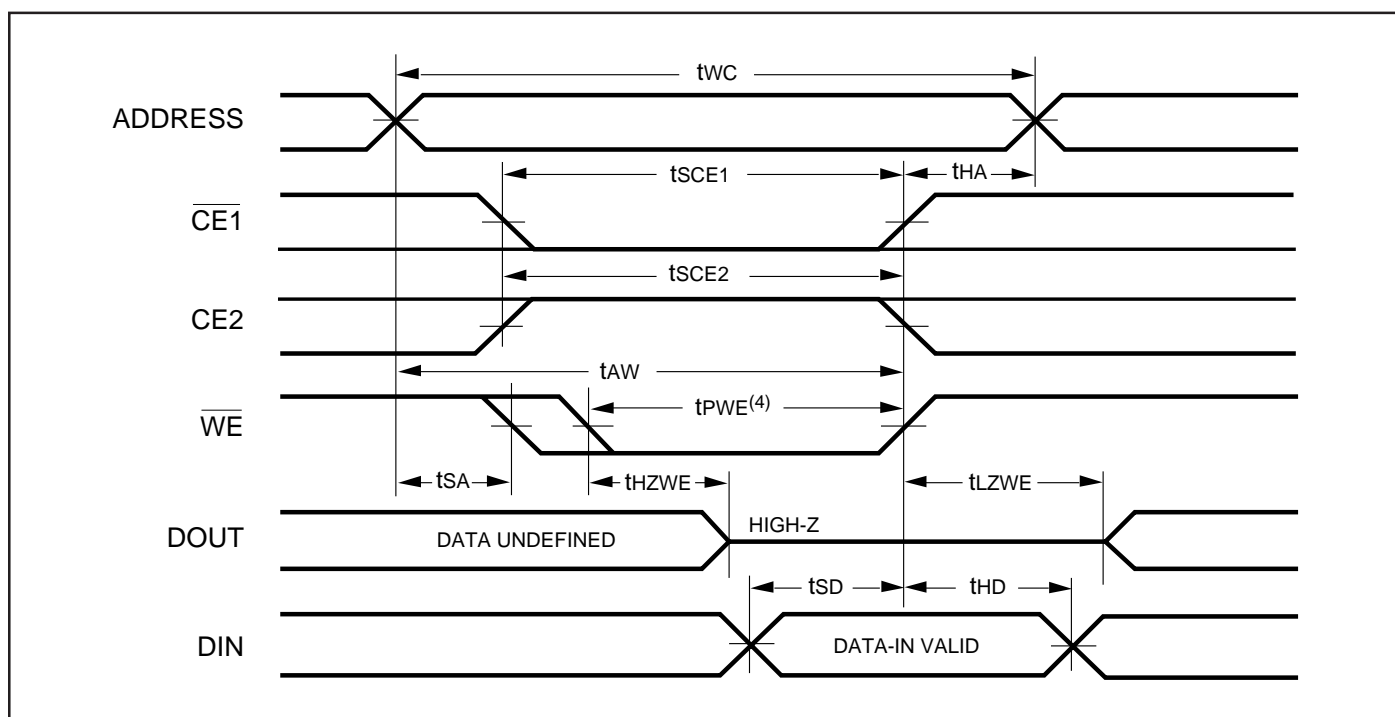 tWC
ADDRESS
tSCE1
tHA
CE1
tSCE2
CE2
tAW
WE
tPWE(4)
tSA
tHZWE
tLZWE
DOUT
DATA UNDEFINED
HIGH-Z
tSD
tHD
DIN
DATA-IN VALID